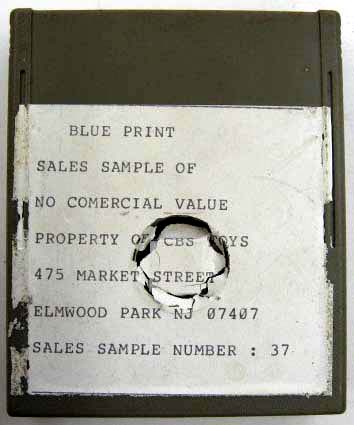 BLUE PRINT
SALES SAMPLE OF
NO COMERCIAL VALUE
PROPERTY OF CBS TOYS
475 MARKET STREET
ELMWOOD PARK NJ 07407
SALES SAMPLE NUMBER : 37